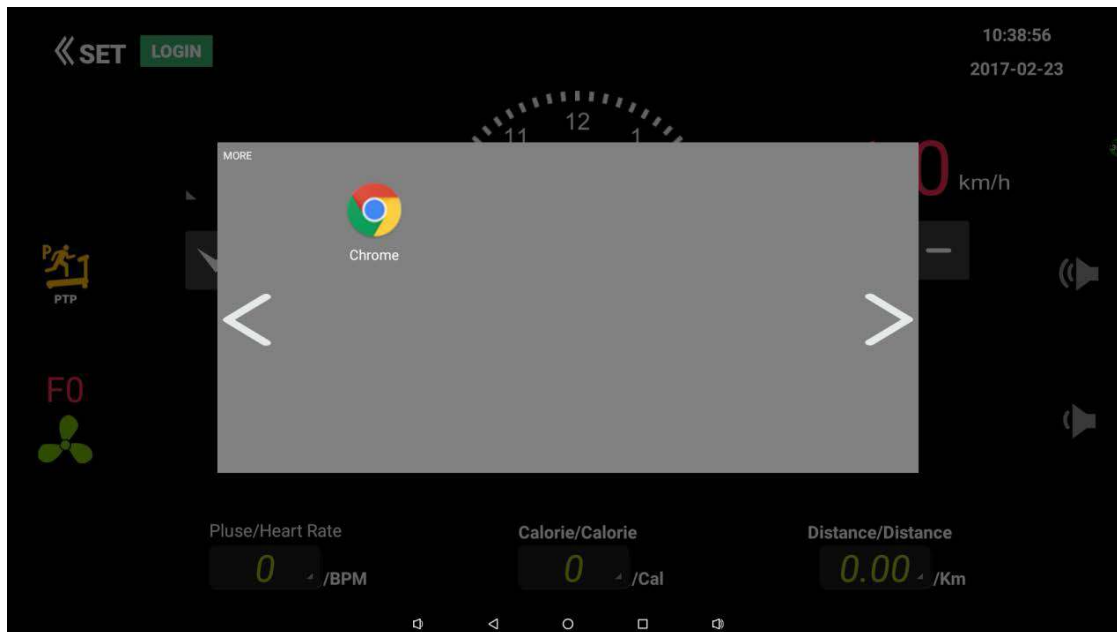 SET LOGIN
10:38:56
2017-02-23
11 12 1
MORE
0 km/h
Chrome
P
PTP
F0
Pluse/Heart Rate
0 /BPM
Calorie/Calorie
0 /Cal
Distance/Distance
0.00 /Km